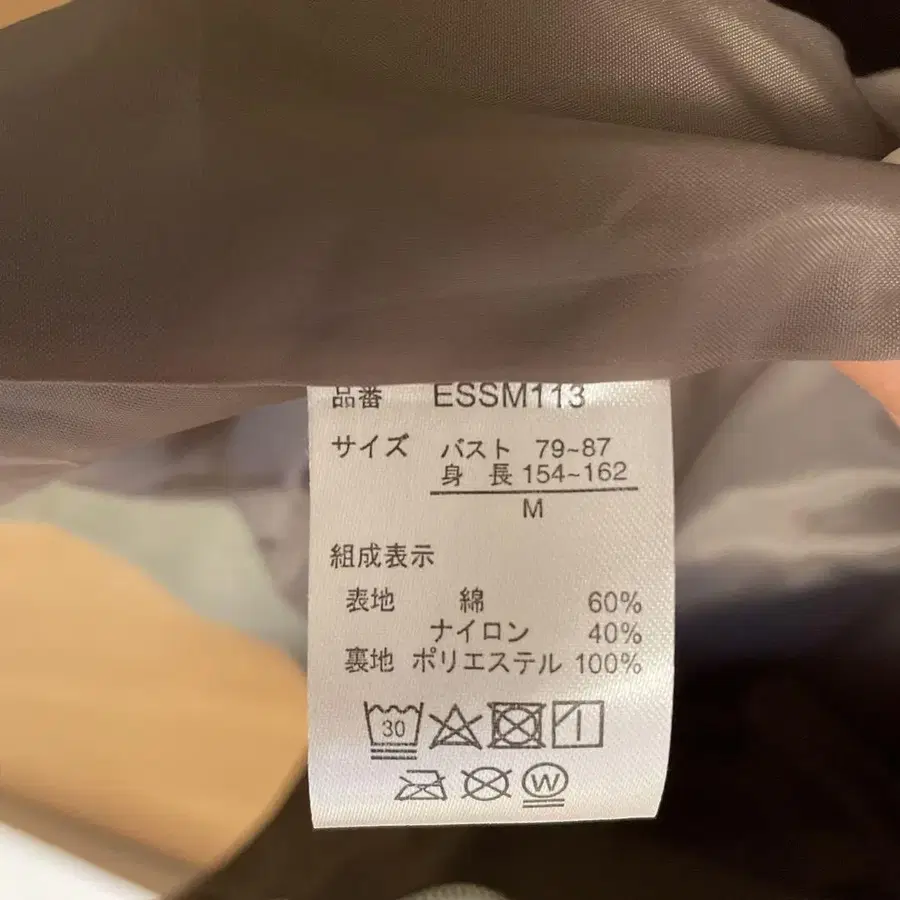 品番 ESSM113
サイズ バスト 79~87
身 長 154~162
M
組成表示
表地 綿 60%
ナイロン 40%
裏地 ポリエステル 100%
30
W